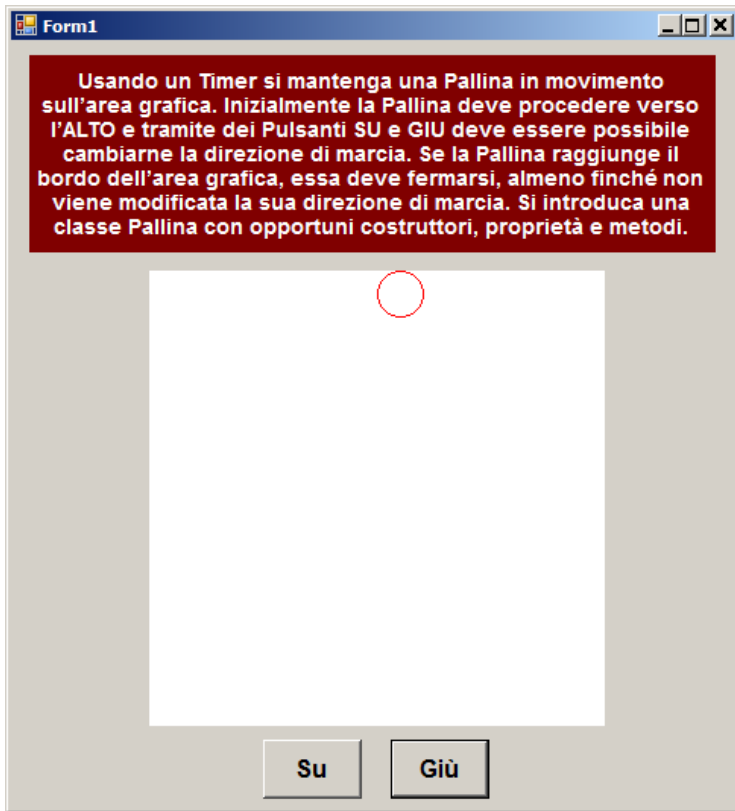 Form1
Usando un Timer si mantenga una Pallina in movimento
sull’area grafica. Inizialmente la Pallina deve procedere verso
l’ALTO e tramite dei Pulsanti SU e GIU deve essere possibile
cambiarne la direzione di marcia. Se la Pallina raggiunge il
bordo dell’area grafica, essa deve fermarsi, almeno finché non
viene modificata la sua direzione di marcia. Si introduca una
classe Pallina con opportuni costruttori, proprietà e metodi.
Su Giù